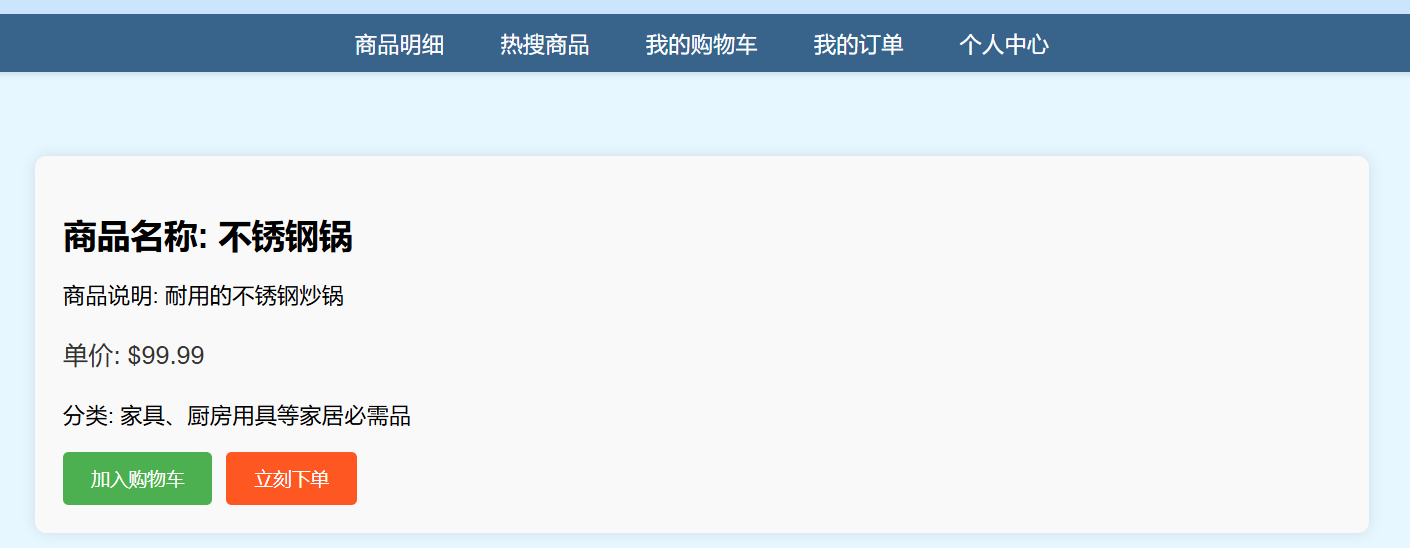 商品明细 热搜商品 我的购物车 我的订单 个人中心
商品名称: 不锈钢锅
商品说明: 耐用的不锈钢炒锅
单价: $99.99
分类: 家具、厨房用具等家居必需品
加入购物车 立刻下单